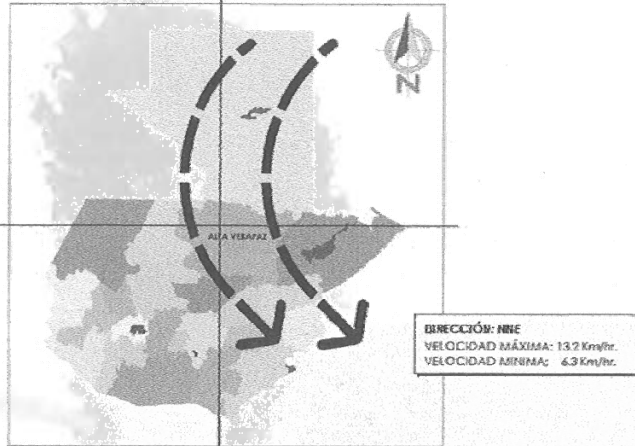 N
ALTA VERAPAZ
DIRECCIÓN: NNE
VELOCIDAD MÁXIMA: 13.2 Km/hr.
VELOCIDAD MINIMA: 6.3 Km/hr.